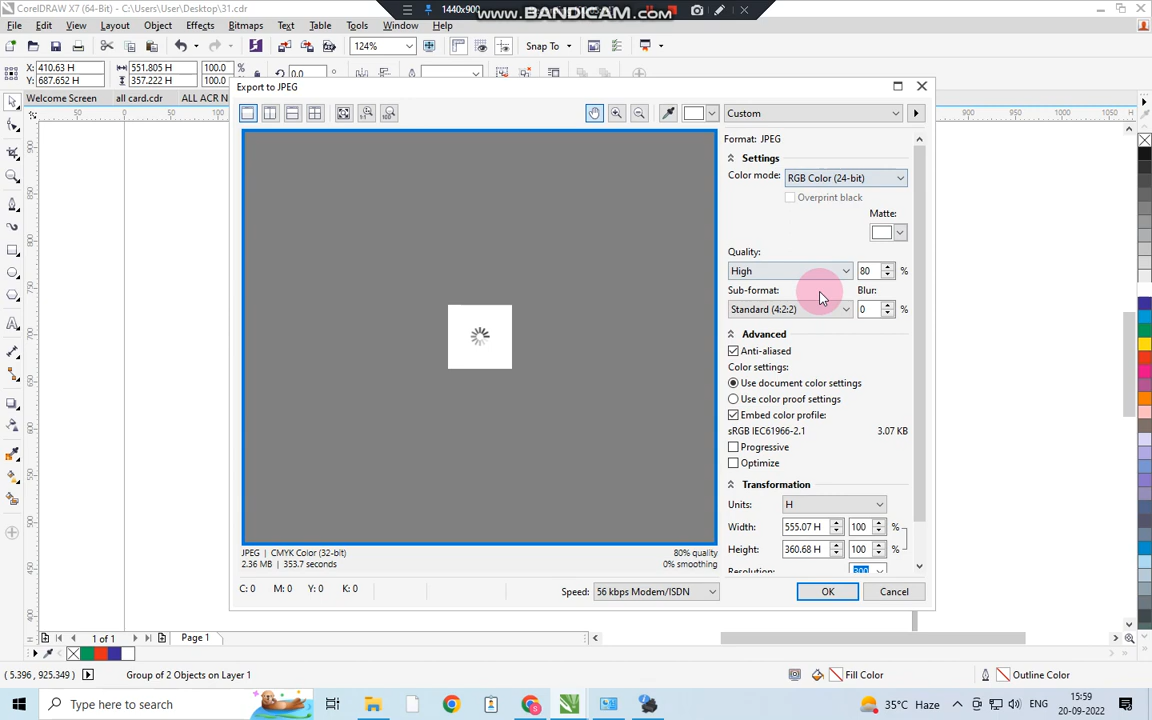 CorelDRAW X7 (64-Bit) - C:\Users\User\Desktop\31.cdr
1440x900
www.BANDICAM.com
File Edit View Layout Object Effects Bitmaps Text Table Tools Window Help
124%
Snap To
X: 410.63 H
Y: 687.652 H
551.805 H
357.222 H
100.0
100.0
%
0.0
Welcome Screen
all card.cdr
ALL ACR N
Export to JPEG
Custom
Format: JPEG
Settings
Color mode: RGB Color (24-bit)
Overprint black
Matte:
Quality:
High 80 %
Sub-format: Blur:
Standard (4:2:2) 0 %
Advanced
Anti-aliased
Color settings:
Use document color settings
Use color proof settings
Embed color profile:
sRGB IEC61966-2.1 3.07 KB
Progressive
Optimize
Transformation
Units: H
Width: 555.07 H 100 %
Height: 360.68 H 100 %
Resolution: 300
JPEG | CMYK Color (32-bit) 80% quality
2.36 MB | 353.7 seconds 0% smoothing
C: 0 M: 0 Y: 0 K: 0
Speed: 56 kbps Modem/ISDN
OK Cancel
1 of 1
Page 1
(5.396, 925.349)
Group of 2 Objects on Layer 1
Fill Color
Outline Color
Type here to search
35°C Haze
ENG
15:59
20-09-2022